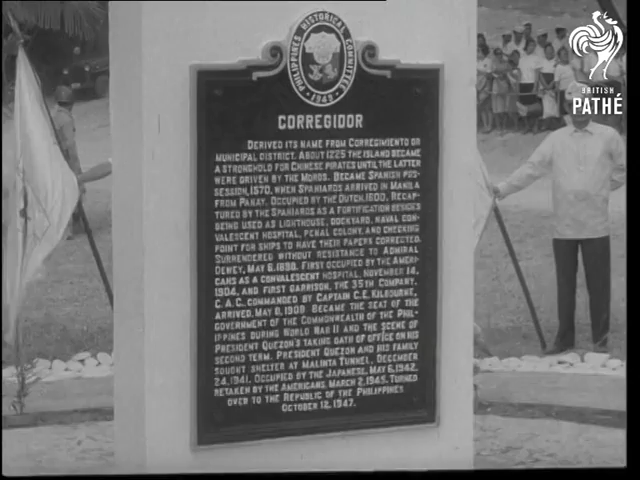 PHILIPPINES HISTORICAL COMMITTEE
1949
CORREGIDOR
DERIVED ITS NAME FROM CORREGIMIENTO OR
MUNICIPAL DISTRICT. ABOUT 1225 THE ISLAND BECAME
A STRONGHOLD FOR CHINESE PIRATES UNTIL THE LATTER
WERE DRIVEN BY THE MOROS. BECAME SPANISH POS-
SESSION, 1570, WHEN SPANIARDS ARRIVED IN MANILA
FROM PANAY. OCCUPIED BY THE DUTCH, 1600. RECAP-
TURED BY THE SPANIARDS AS A FORTIFICATION BESIDES
BEING USED AS LIGHTHOUSE, DOCKYARD, NAVAL CON-
VALESCENT HOSPITAL, PENAL COLONY, AND CHECKING
POINT FOR SHIPS TO HAVE THEIR PAPERS CORRECTED.
SURRENDERED WITHOUT RESISTANCE TO ADMIRAL
DEWEY, MAY 6, 1898. FIRST OCCUPIED BY THE AMERI-
CANS AS A CONVALESCENT HOSPITAL, NOVEMBER 14,
1904, AND FIRST GARRISON, THE 35TH COMPANY,
C.A.C. COMMANDED BY CAPTAIN C.E. KILBOURNE,
ARRIVED, MAY 8, 1908 BECAME THE SEAT OF THE
GOVERNMENT OF THE COMMONWEALTH OF THE PHIL-
IPPINES DURING WORLD WAR II AND THE SCENE OF
PRESIDENT QUEZON'S TAKING OATH OF OFFICE ON HIS
SECOND TERM. PRESIDENT QUEZON AND HIS FAMILY
SOUGHT SHELTER AT MALINTA TUNNEL, DECEMBER
24, 1941. OCCUPIED BY THE JAPANESE, MAY 6, 1942.
RETAKEN BY THE AMERICANS, MARCH 2, 1945. TURNED
OVER TO THE REPUBLIC OF THE PHILIPPINES
OCTOBER 12, 1947.
BRITISH
PATHÉ